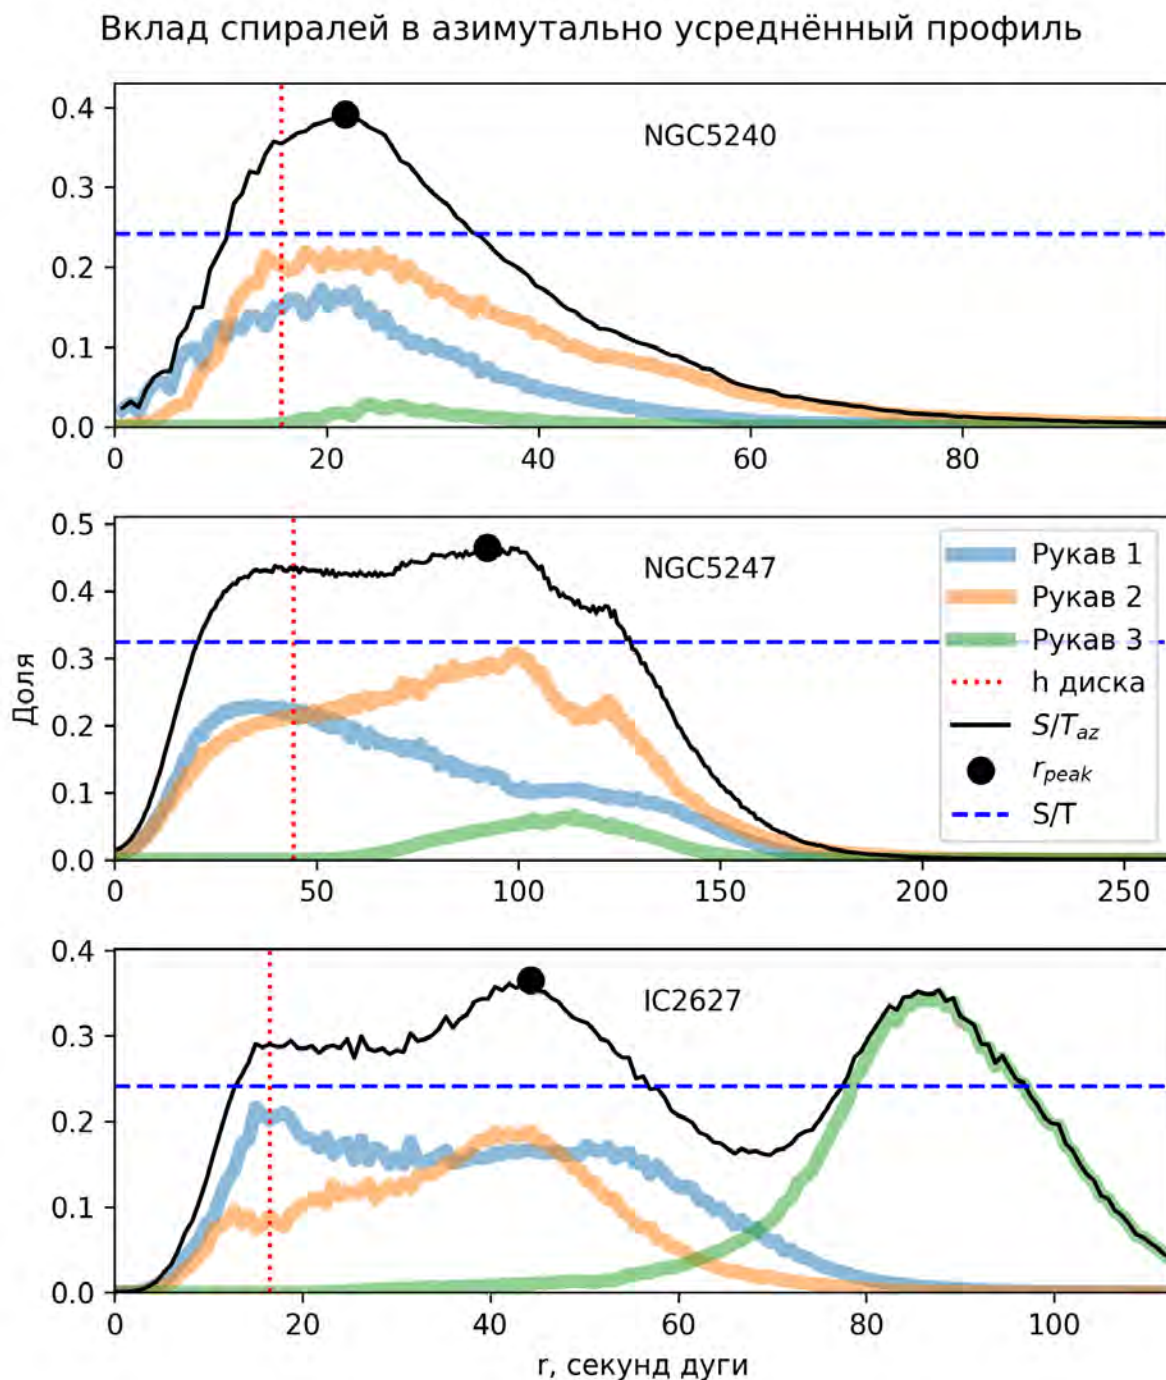 Вклад спиралей в азимутально усреднённый профиль
0.4
0.3
0.2
0.1
0.0
NGC5240
0 20 40 60 80
0.5
0.4
0.3
0.2
0.1
0.0
Доля
NGC5247
Рукав 1
Рукав 2
Рукав 3
h диска
S/T_az
r_peak
S/T
0 50 100 150 200 250
0.4
0.3
0.2
0.1
0.0
IC2627
0 20 40 60 80 100
r, секунд дуги